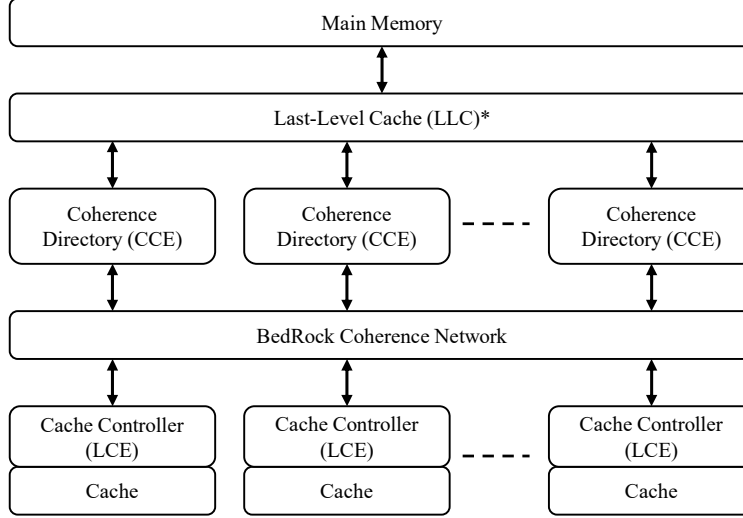 Main Memory
Last-Level Cache (LLC)*
Coherence
Directory (CCE)
Coherence
Directory (CCE)
Coherence
Directory (CCE)
BedRock Coherence Network
Cache Controller
(LCE)
Cache
Cache Controller
(LCE)
Cache
Cache Controller
(LCE)
Cache